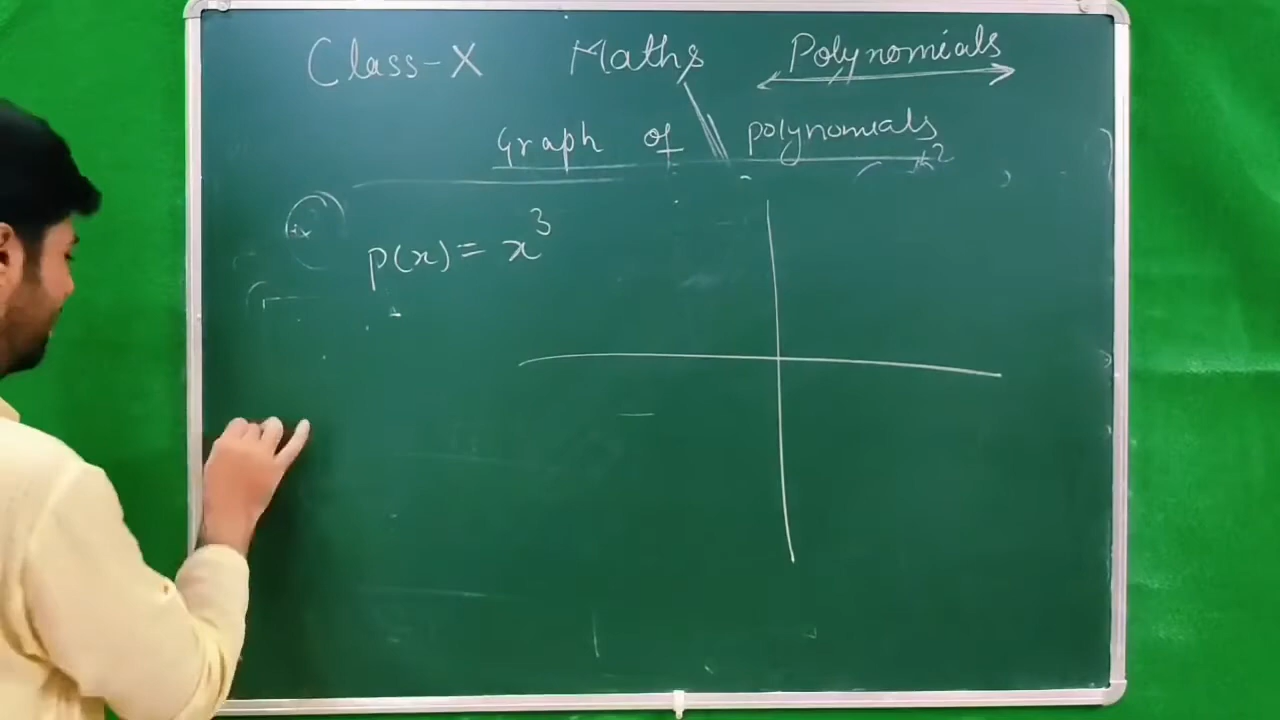 Class-X Maths Polynomials
Graph of polynomials
p(x) = x³